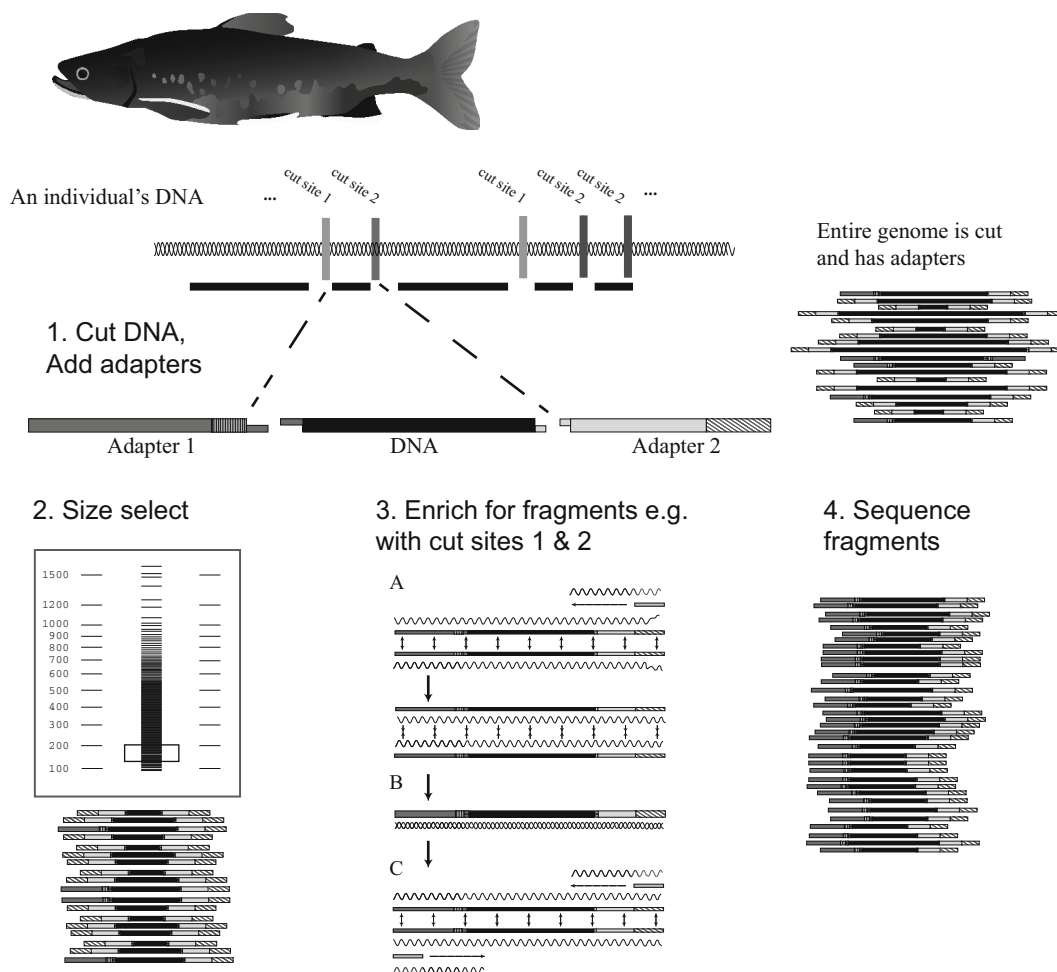 cut site 1
cut site 2
cut site 1
cut site 2
cut site 2
An individual's DNA
...
...
Entire genome is cut
and has adapters
1. Cut DNA,
Add adapters
Adapter 1
DNA
Adapter 2
2. Size select
1500
1200
1000
900
800
700
600
500
400
300
200
100
3. Enrich for fragments e.g.
with cut sites 1 & 2
A
B
C
4. Sequence
fragments